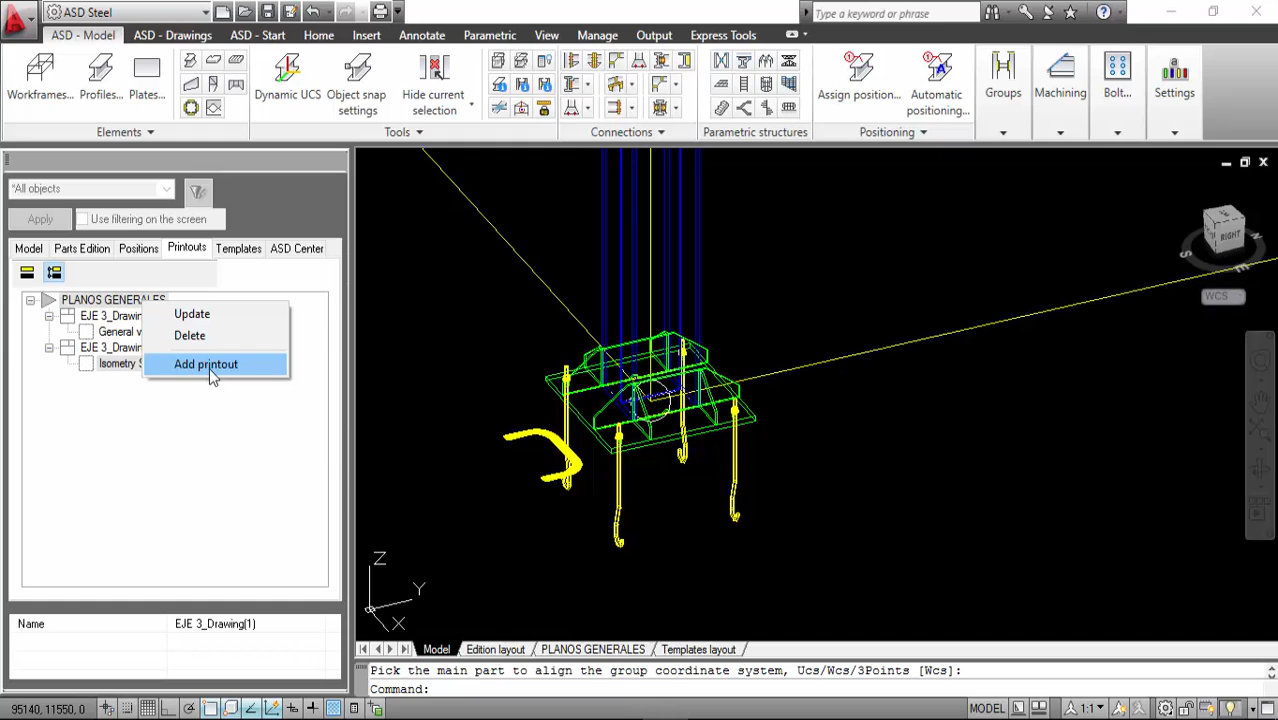 ASD Steel
Type a keyword or phrase
ASD - Model ASD - Drawings ASD - Start Home Insert Annotate Parametric View Manage Output Express Tools
Workframes... Profiles... Plates...
Dynamic UCS
Object snap
settings
Hide current
selection
Assign position...
Automatic
positioning...
Groups
Machining
Bolt...
Settings
Elements
Tools
Connections
Parametric structures
Positioning
*All objects
Apply
Use filtering on the screen
Model Parts Edition Positions Printouts Templates ASD Center
PLANOS GENERALES
EJE 3_Drawin
General v
EJE 3_Drawin
Isometry
Update
Delete
Add printout
Name EJE 3_Drawing(1)
RIGHT
S
E
N
WCS
Z
Y
X
Model Edition layout PLANOS GENERALES Templates layout
Pick the main part to align the group coordinate system, Ucs/Wcs/3Points [Wcs]:
Command:
95140, 11550, 0
MODEL
1:1